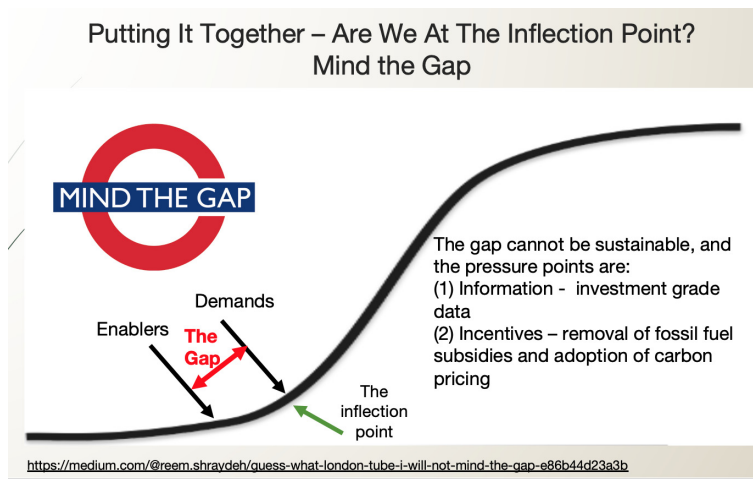 Putting It Together – Are We At The Inflection Point?
Mind the Gap
MIND THE GAP
Demands
Enablers
The
Gap
The gap cannot be sustainable, and
the pressure points are:
(1) Information -  investment grade
data
(2) Incentives – removal of fossil fuel
subsidies and adoption of carbon
pricing
The
inflection
point
https://medium.com/@reem.shraydeh/guess-what-london-tube-i-will-not-mind-the-gap-e86b44d23a3b